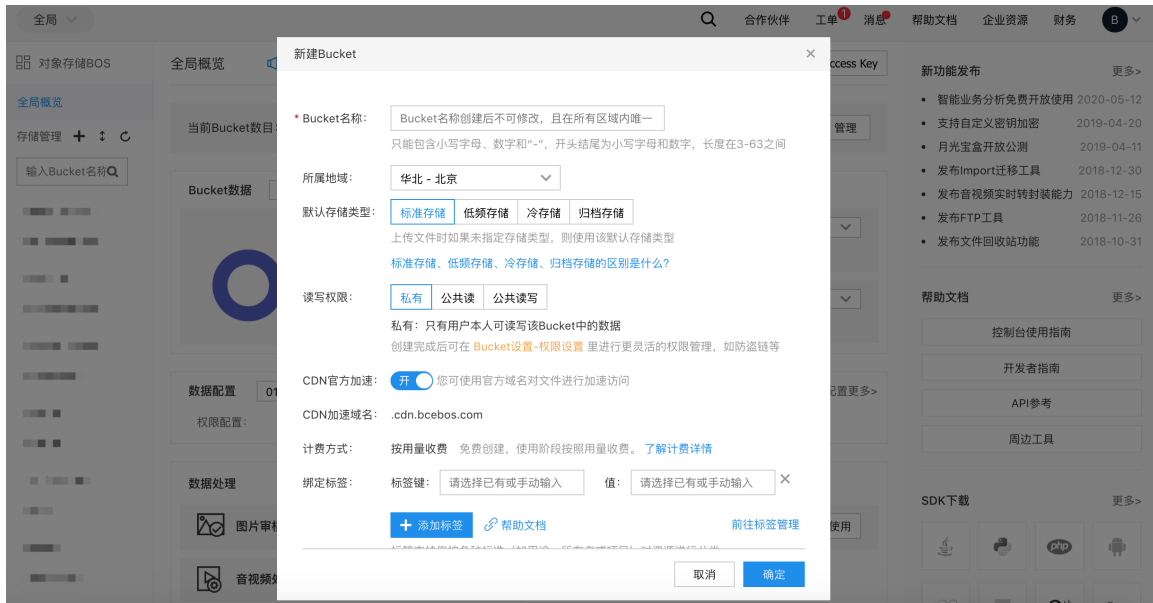 全局
合作伙伴
工单 1
消息
帮助文档
企业资源
财务
B
对象存储BOS
全局概览
存储管理
输入Bucket名称
全局概览
ccess Key
当前Bucket数目:
管理
Bucket数据
数据配置
01
配置更多>
权限配置:
数据处理
图片审核
使用
音视频处
新建Bucket
* Bucket名称:
Bucket名称创建后不可修改，且在所有区域内唯一
只能包含小写字母、数字和"-"，开头结尾为小写字母和数字，长度在3-63之间
所属地域:
华北 - 北京
默认存储类型:
标准存储 低频存储 冷存储 归档存储
上传文件时如果未指定存储类型，则使用该默认存储类型
标准存储、低频存储、冷存储、归档存储的区别是什么?
读写权限:
私有 公共读 公共读写
私有：只有用户本人可读写该Bucket中的数据
创建完成后可在 Bucket设置-权限设置 里进行更灵活的权限管理，如防盗链等
CDN官方加速:
开 您可使用官方域名对文件进行加速访问
CDN加速域名: .cdn.bcebos.com
计费方式: 按用量收费 免费创建，使用阶段按照用量收费。 了解计费详情
绑定标签: 标签键: 请选择已有或手动输入 值: 请选择已有或手动输入
添加标签 帮助文档 前往标签管理
取消 确定
新功能发布 更多>
智能业务分析免费开放使用 2020-05-12
支持自定义密钥加密 2019-04-20
月光宝盒开放公测 2019-04-11
发布Import迁移工具 2018-12-30
发布音视频实时转封装能力 2018-12-15
发布FTP工具 2018-11-26
发布文件回收站功能 2018-10-31
帮助文档 更多>
控制台使用指南
开发者指南
API参考
周边工具
SDK下载 更多>
php